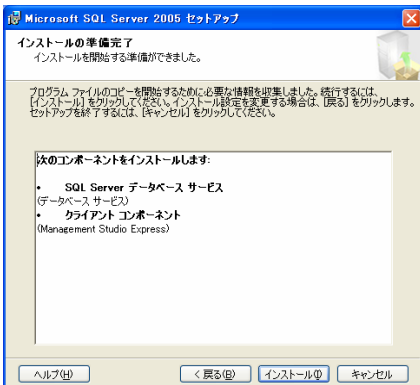 Microsoft SQL Server 2005 セットアップ
インストールの準備完了
インストールを開始する準備ができました。
プログラム ファイルのコピーを開始するために必要な情報を収集しました。続行するには、
[インストール] をクリックしてください。インストール設定を変更する場合は、[戻る] をクリックします。
セットアップを終了するには、[キャンセル] をクリックしてください。
次のコンポーネントをインストールします:
• SQL Server データベース サービス
(データベース サービス)
• クライアント コンポーネント
(Management Studio Express)
ヘルプ(H) < 戻る(B) インストール(I) キャンセル